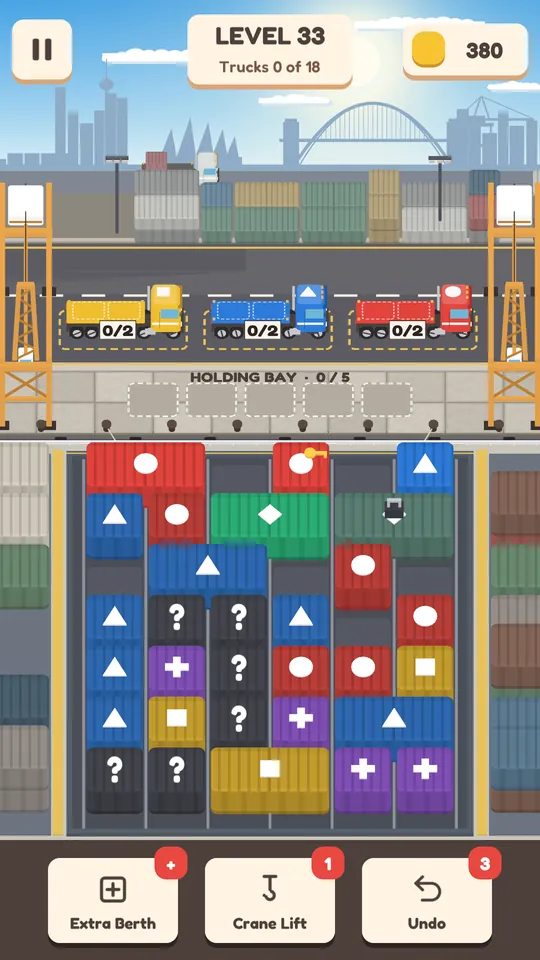 LEVEL 33
Trucks 0 of 18
380
0/2
0/2
0/2
HOLDING BAY · 0/5
?
?
?
?
?
?
?
+
1
3
Extra Berth
Crane Lift
Undo